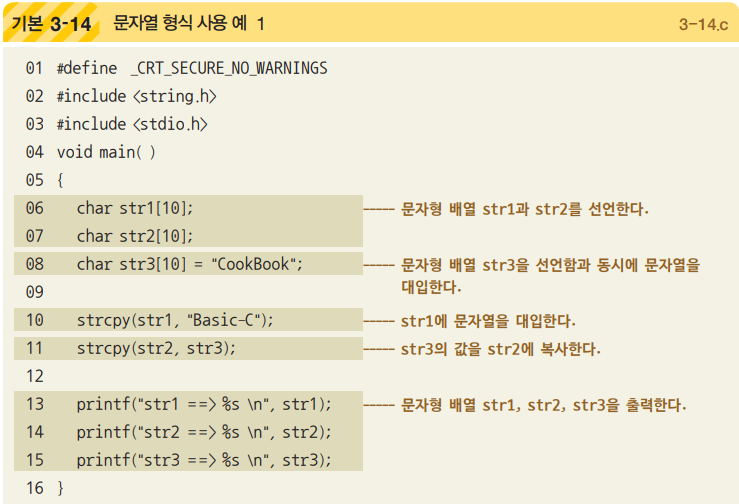 기본 3-14 문자열 형식 사용 예 1 3-14.c
01 #define _CRT_SECURE_NO_WARNINGS
02 #include <string.h>
03 #include <stdio.h>
04 void main( )
05 {
06 char str1[10]; ----- 문자형 배열 str1과 str2를 선언한다.
07 char str2[10];
08 char str3[10] = "CookBook"; ----- 문자형 배열 str3을 선언함과 동시에 문자열을
09 대입한다.
10 strcpy(str1, "Basic-C"); ----- str1에 문자열을 대입한다.
11 strcpy(str2, str3); ----- str3의 값을 str2에 복사한다.
12
13 printf("str1 ==> %s \n", str1); ----- 문자형 배열 str1, str2, str3을 출력한다.
14 printf("str2 ==> %s \n", str2);
15 printf("str3 ==> %s \n", str3);
16 }